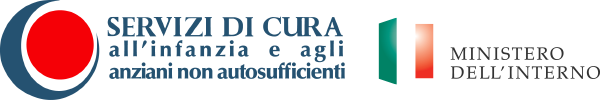 SERVIZI DI CURA
all'infanzia e agli
anziani non autosufficienti
MINISTERO
DELL'INTERNO